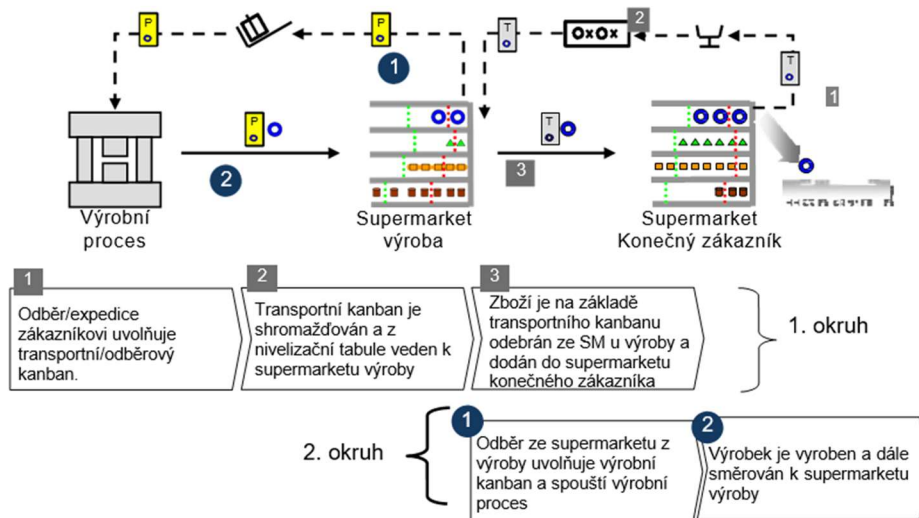 P
P
T
2
T
1
1
P
T
2
3
Výrobní
proces
Supermarket
výroba
Supermarket
Konečný zákazník
1
Odběr/expedice
zákazníkovi uvolňuje
transportní/odběrový
kanban.
2
Transportní kanban je
shromažďován a z
nivelizační tabule veden k
supermarketu výroby
3
Zboží je na základě
transportního kanbanu
odebrán ze SM u výroby a
dodán do supermarketu
konečného zákazníka
1. okruh
2. okruh
1
Odběr ze supermarketu z
výroby uvolňuje výrobní
kanban a spouští výrobní
proces
2
Výrobek je vyroben a dále
směrován k supermarketu
výroby